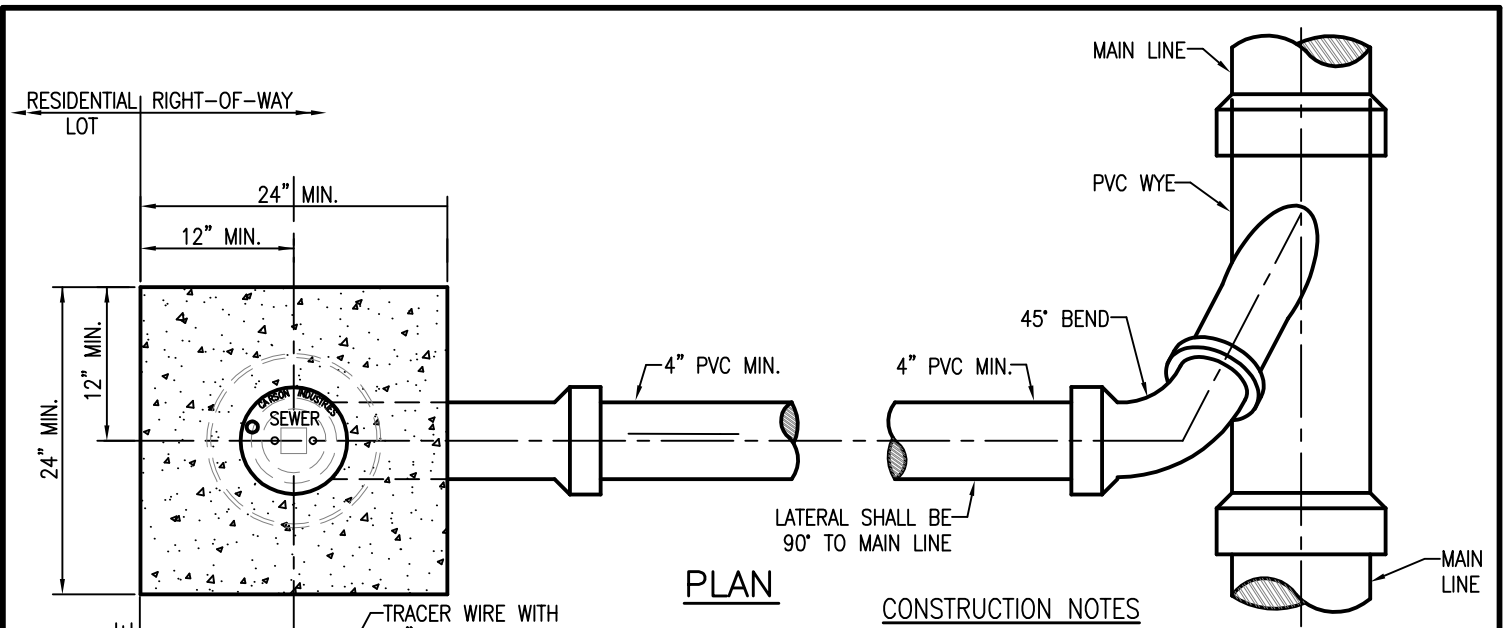 MAIN LINE
RESIDENTIAL RIGHT-OF-WAY
LOT
PVC WYE
24” MIN.
12” MIN.
45° BEND
12” MIN.
24” MIN.
4” PVC MIN.
4” PVC MIN.
CARSON INDUSTRIES
SEWER
LATERAL SHALL BE
90° TO MAIN LINE
MAIN
LINE
PLAN
CONSTRUCTION NOTES
TRACER WIRE WITH